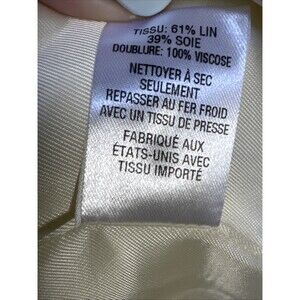 TISSU: 61% LIN
39% SOIE
DOUBLURE: 100% VISCOSE
NETTOYER À SEC
SEULEMENT
REPASSER AU FER FROID
AVEC UN TISSU DE PRESSE
FABRIQUÉ AUX
ÉTATS-UNIS AVEC
TISSU IMPORTÉ